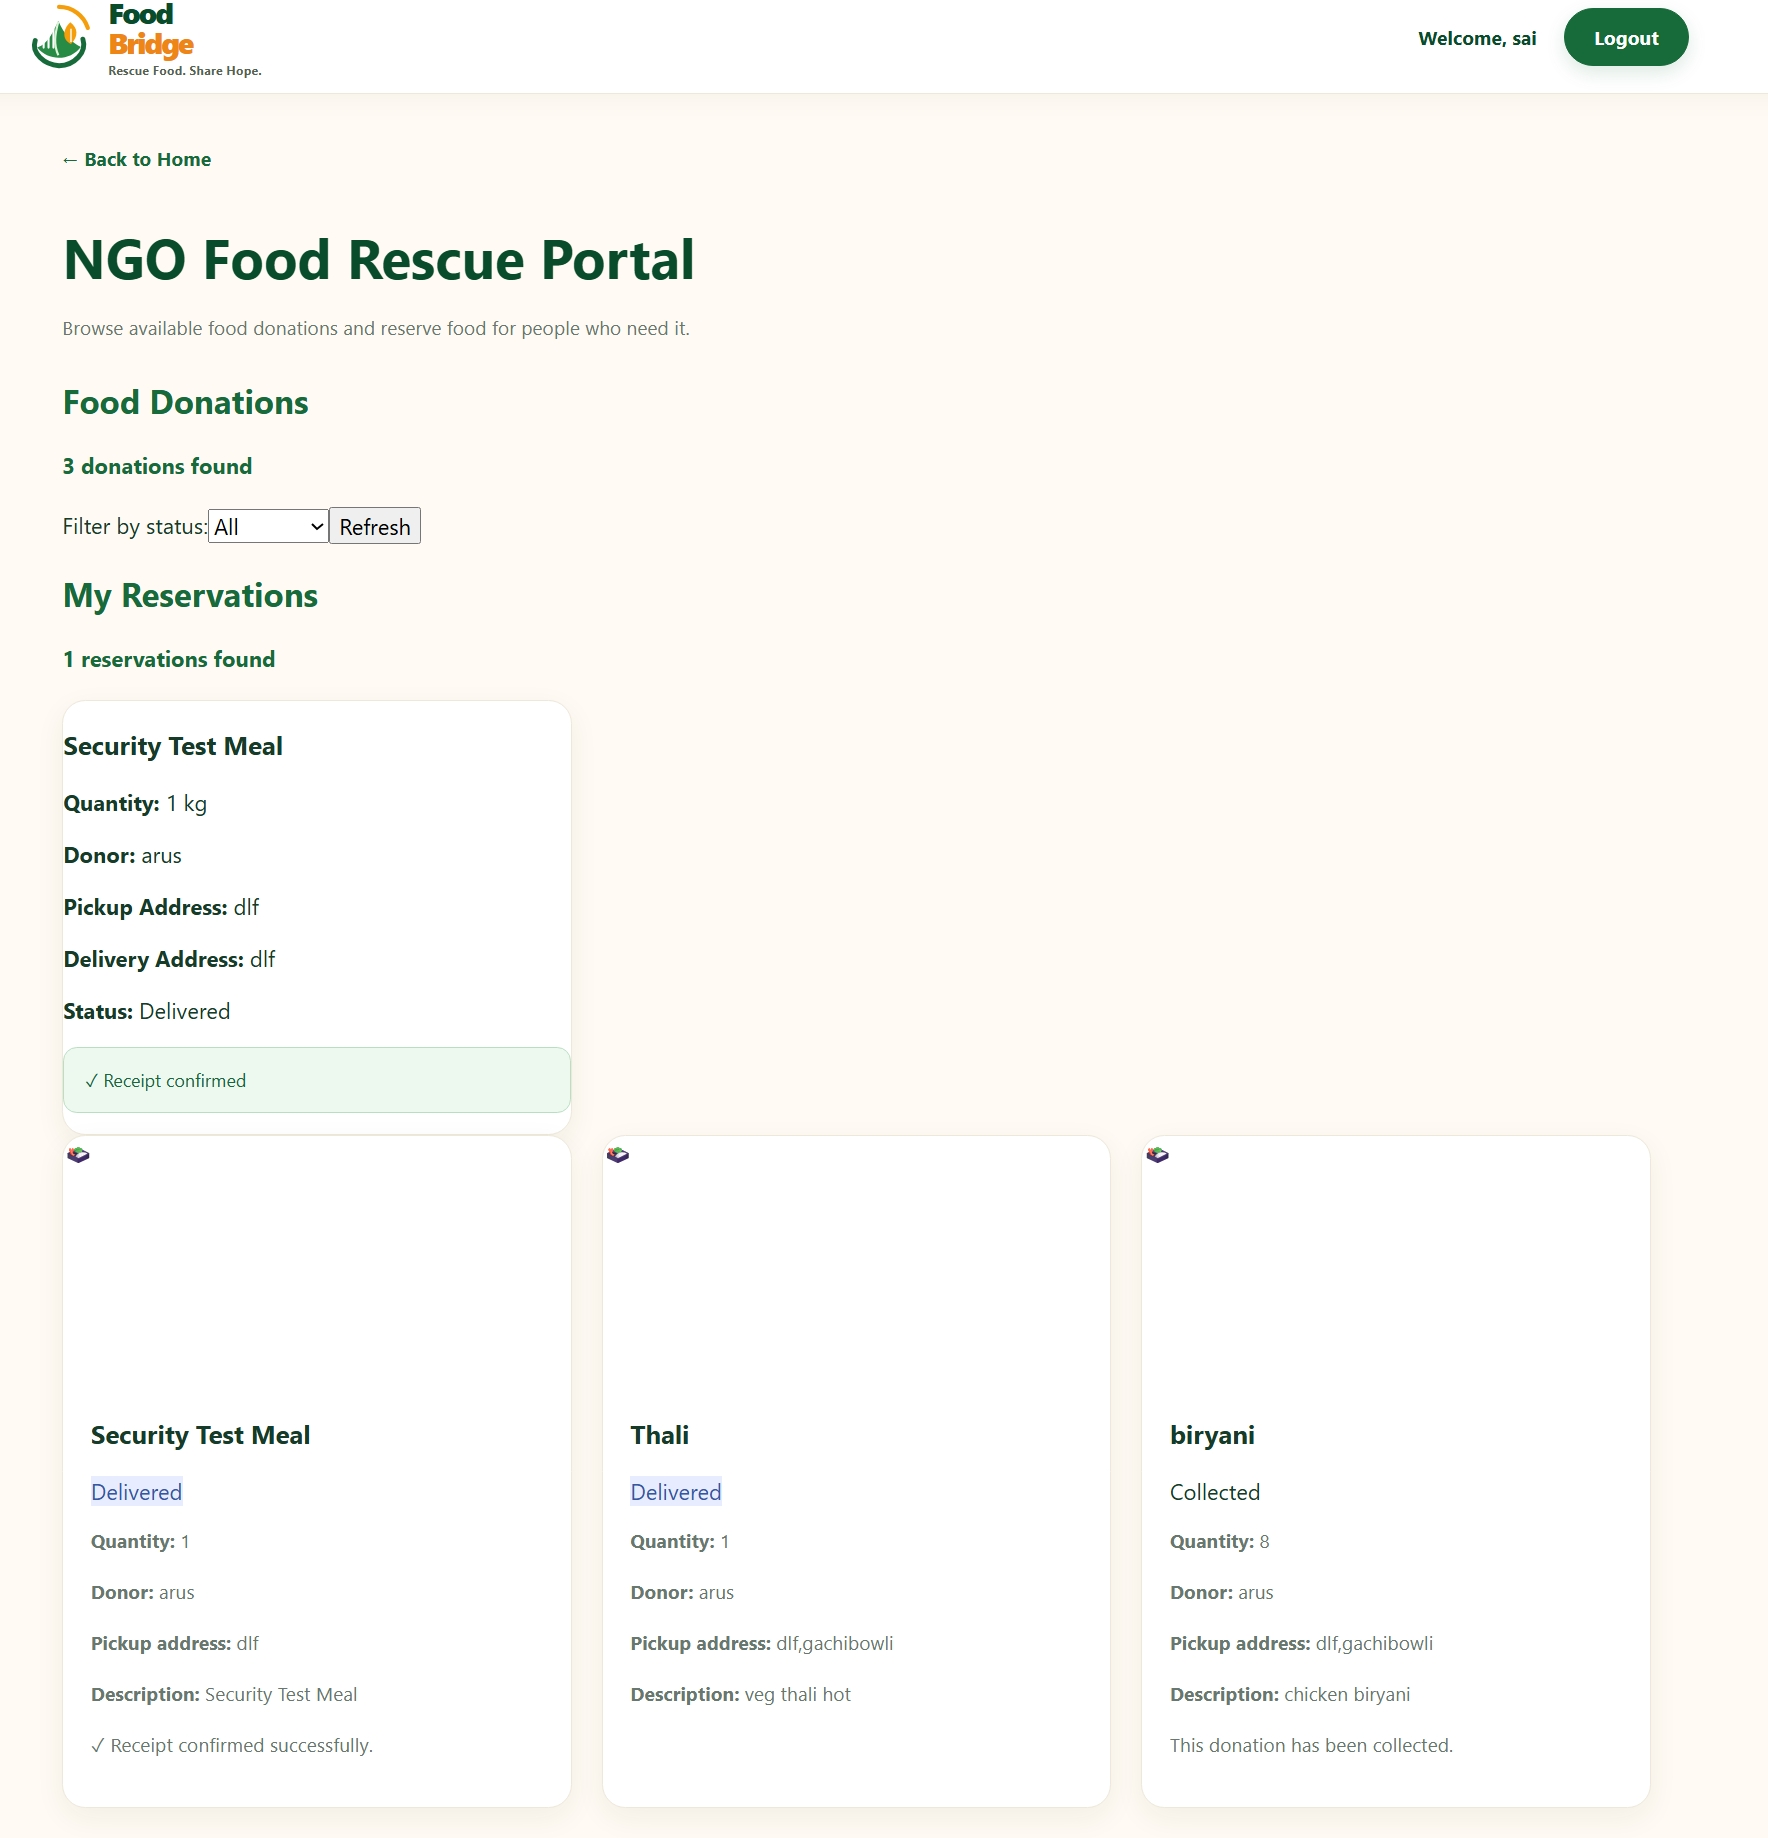 Food
Bridge
Rescue Food. Share Hope.
Welcome, sai
Logout
← Back to Home
NGO Food Rescue Portal
Browse available food donations and reserve food for people who need it.
Food Donations
3 donations found
Filter by status: All Refresh
My Reservations
1 reservations found
Security Test Meal
Quantity: 1 kg
Donor: arus
Pickup Address: dlf
Delivery Address: dlf
Status: Delivered
✓ Receipt confirmed
Security Test Meal
Delivered
Quantity: 1
Donor: arus
Pickup address: dlf
Description: Security Test Meal
✓ Receipt confirmed successfully.
Thali
Delivered
Quantity: 1
Donor: arus
Pickup address: dlf,gachibowli
Description: veg thali hot
biryani
Collected
Quantity: 8
Donor: arus
Pickup address: dlf,gachibowli
Description: chicken biryani
This donation has been collected.